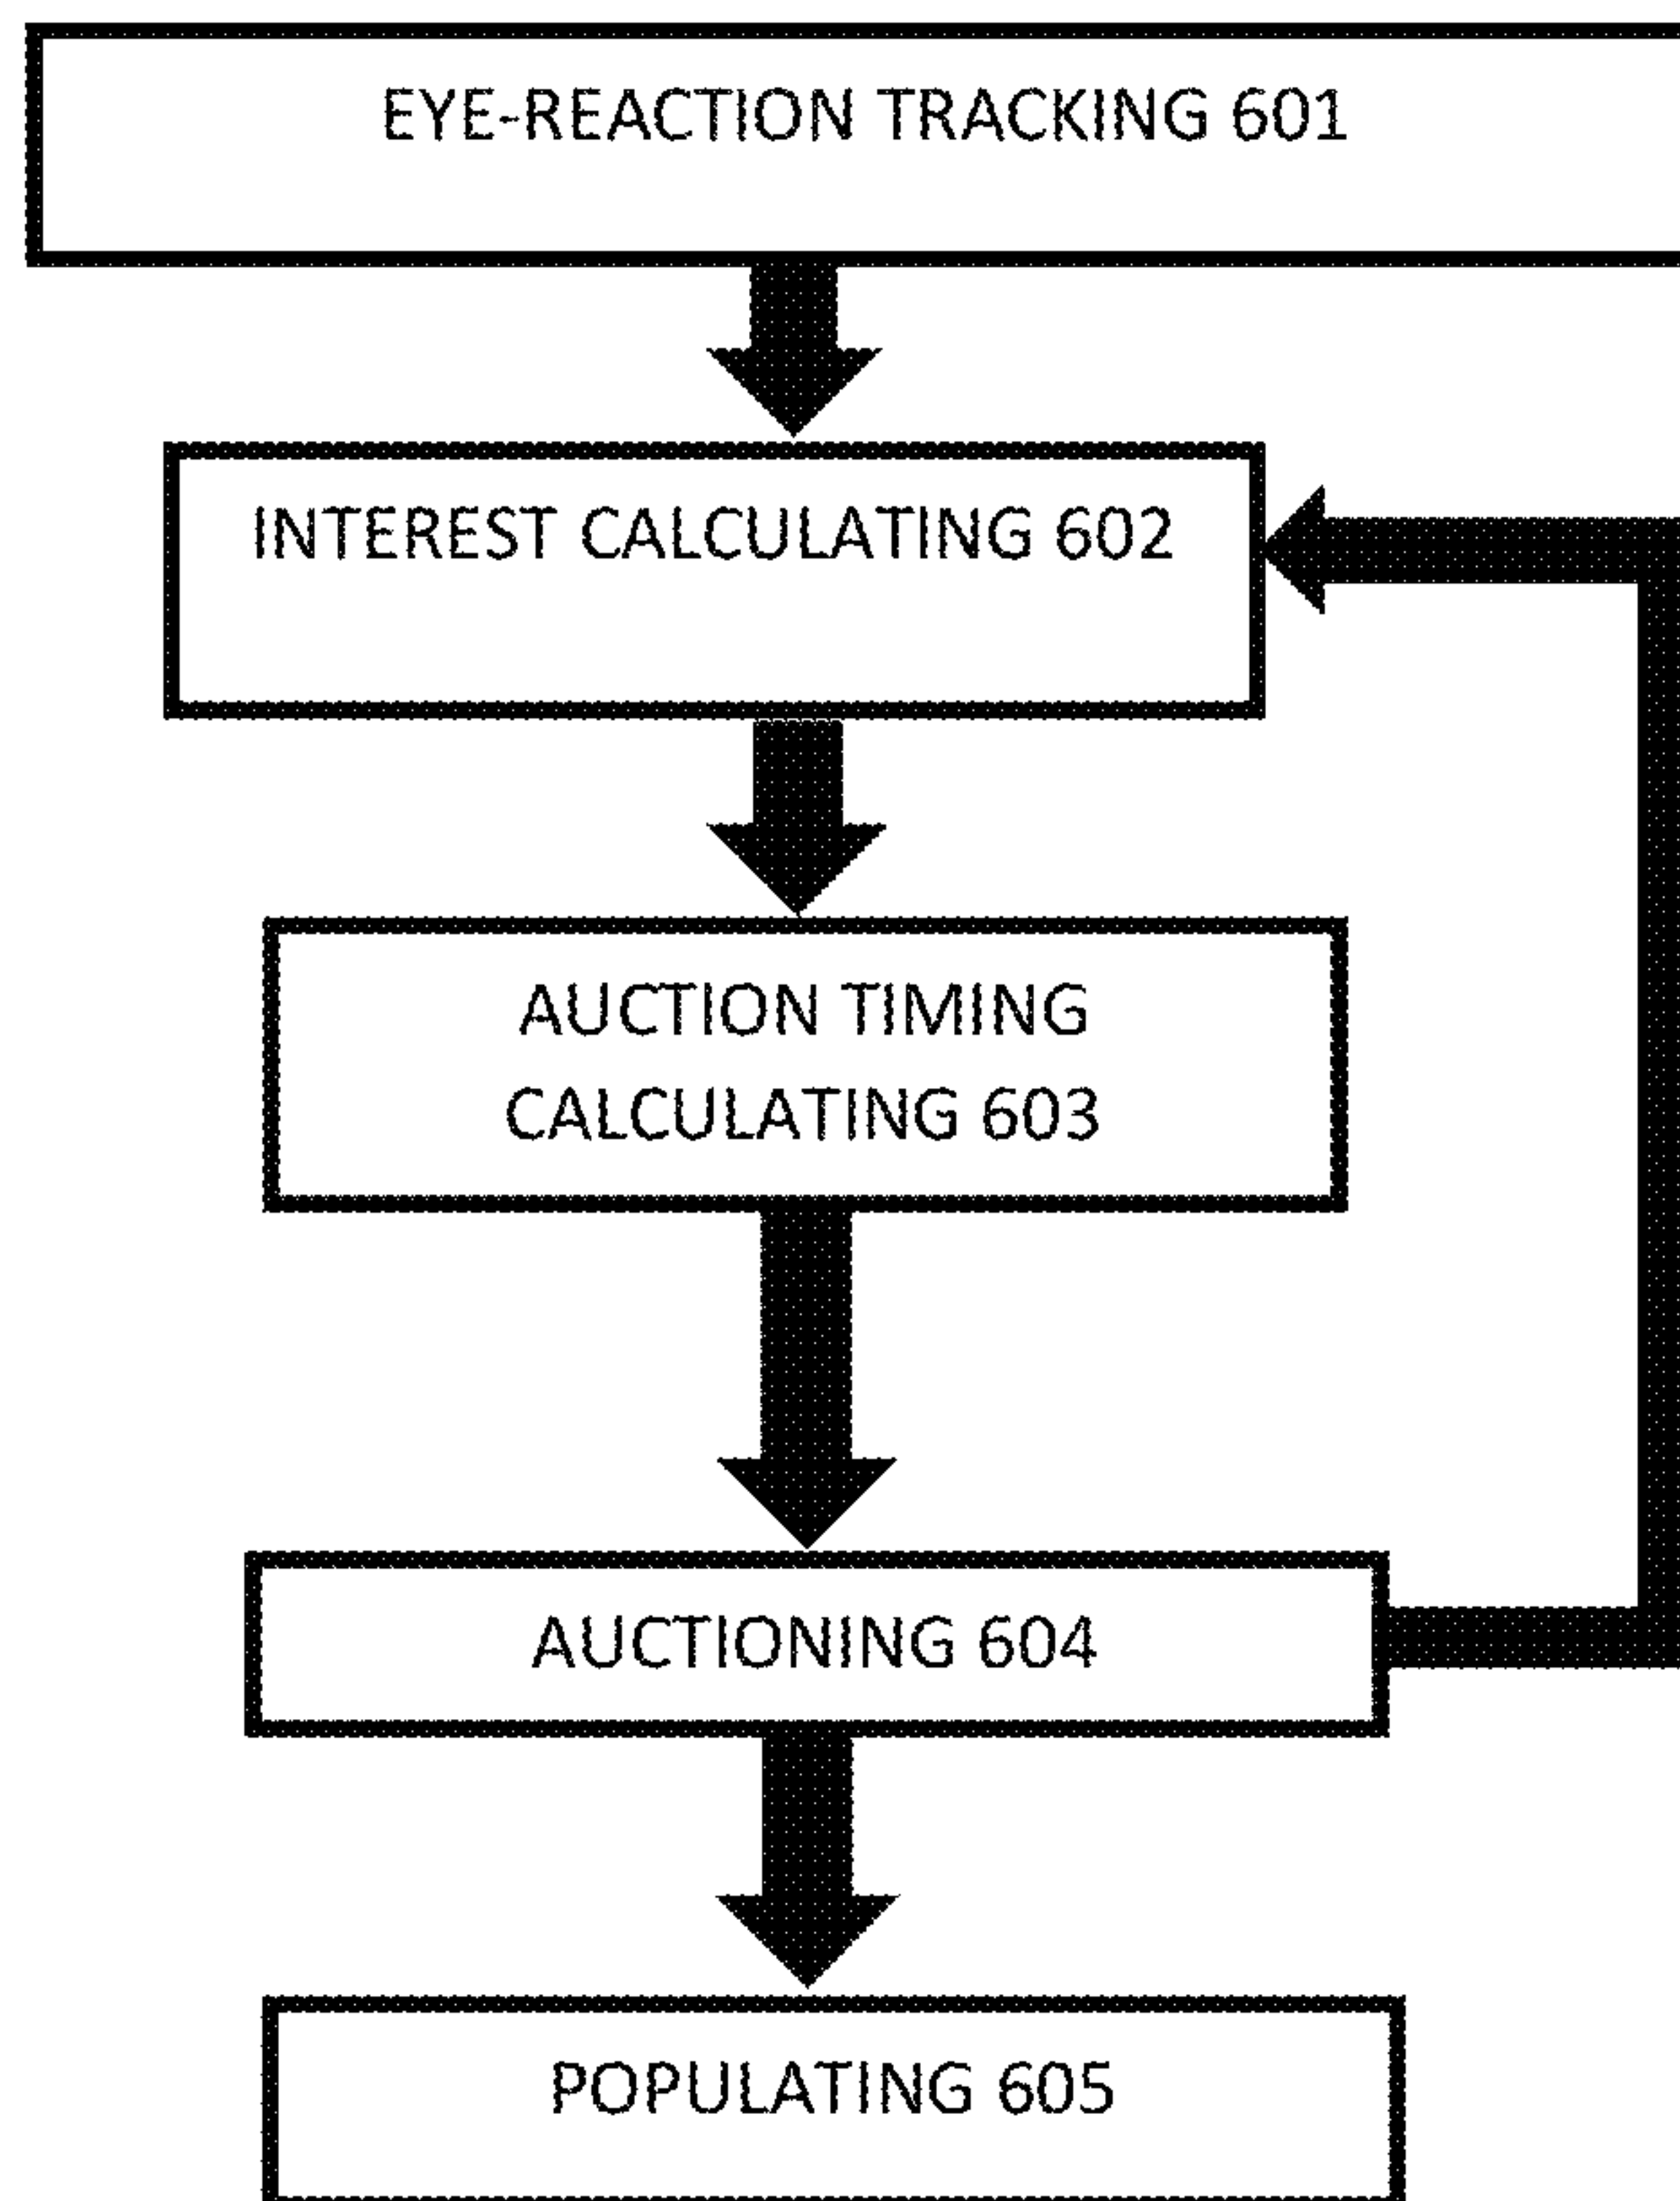 EYE-REACTION TRACKING 601
INTEREST CALCULATING 602
AUCTION TIMING
CALCULATING 603
AUCTIONING 604
POPULATING 605